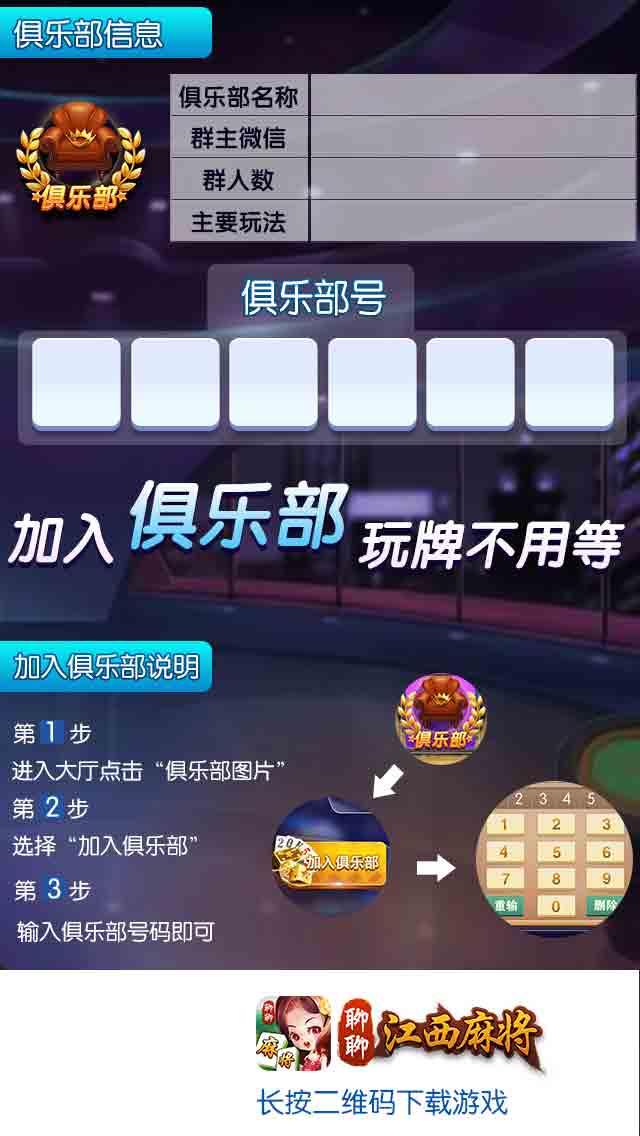 俱乐部信息
俱乐部名称
群主微信
俱乐部
群人数
主要玩法
俱乐部号
加入俱乐部 玩牌不用等
加入俱乐部说明
第1步
俱乐部
进入大厅点击“俱乐部图片”
第2步
2 3 4 5
1 2 3
选择“加入俱乐部”
加入俱乐部
4 5 6
7 8 9
第3步
重输 0 删除
输入俱乐部号码即可
聊聊
麻将
聊聊
江西麻将
长按二维码下载游戏